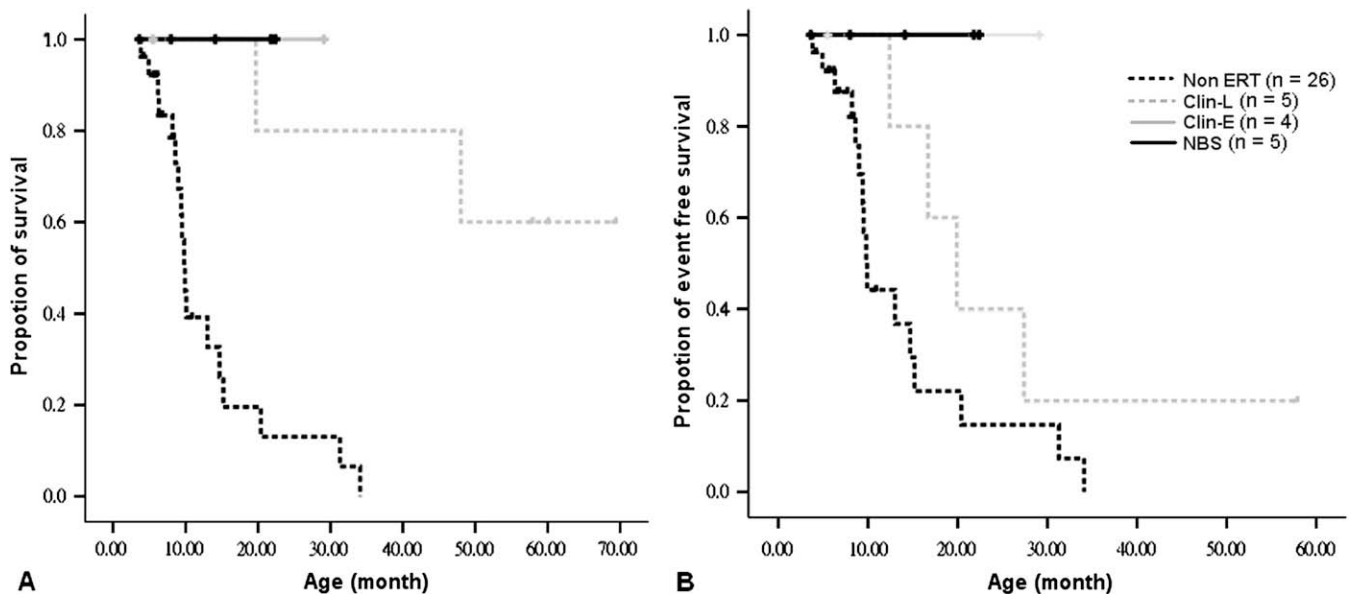 Propotion of survival
1.0
0.8
0.6
0.4
0.2
0.0
0.00 10.00 20.00 30.00 40.00 50.00 60.00 70.00
Age (month)
A
Propotion of event free survival
1.0
0.8
0.6
0.4
0.2
0.0
0.00 10.00 20.00 30.00 40.00 50.00 60.00
Age (month)
B
Non ERT (n = 26)
Clin-L (n = 5)
Clin-E (n = 4)
NBS (n = 5)